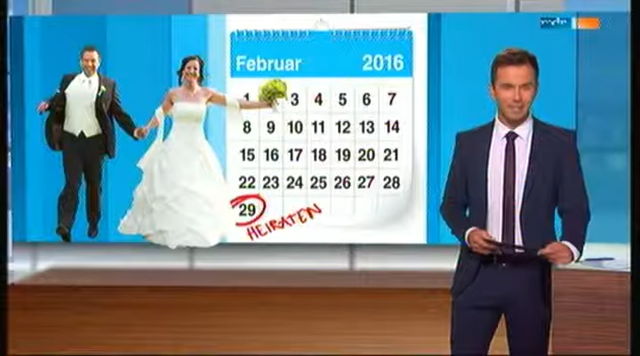 mdr
Februar 2016
1 3 4 5 6 7
8 9 10 11 12 13 14
15 16 17 18 19 20 21
22 23 24 25 26 27 28
29
HEIRATEN